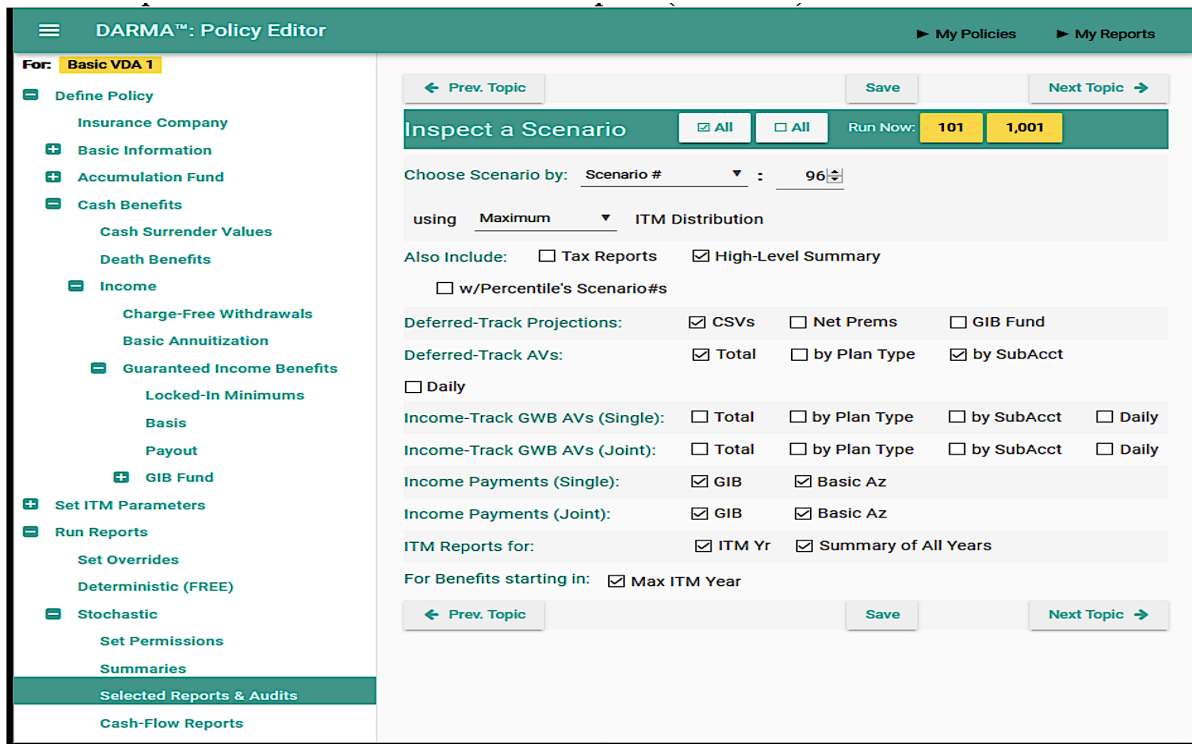 DARMA™: Policy Editor
► My Policies ► My Reports
For: Basic VDA 1
Define Policy
Insurance Company
Basic Information
Accumulation Fund
Cash Benefits
Cash Surrender Values
Death Benefits
Income
Charge-Free Withdrawals
Basic Annuitization
Guaranteed Income Benefits
Locked-In Minimums
Basis
Payout
GIB Fund
Set ITM Parameters
Run Reports
Set Overrides
Deterministic (FREE)
Stochastic
Set Permissions
Summaries
Selected Reports & Audits
Cash-Flow Reports
← Prev. Topic Save Next Topic →
Inspect a Scenario All All Run Now: 101 1,001
Choose Scenario by: Scenario # : 96
using Maximum ITM Distribution
Also Include: Tax Reports High-Level Summary
w/Percentile's Scenario#s
Deferred-Track Projections: CSVs Net Prems GIB Fund
Deferred-Track AVs: Total by Plan Type by SubAcct
Daily
Income-Track GWB AVs (Single): Total by Plan Type by SubAcct Daily
Income-Track GWB AVs (Joint): Total by Plan Type by SubAcct Daily
Income Payments (Single): GIB Basic Az
Income Payments (Joint): GIB Basic Az
ITM Reports for: ITM Yr Summary of All Years
For Benefits starting in: Max ITM Year
← Prev. Topic Save Next Topic →